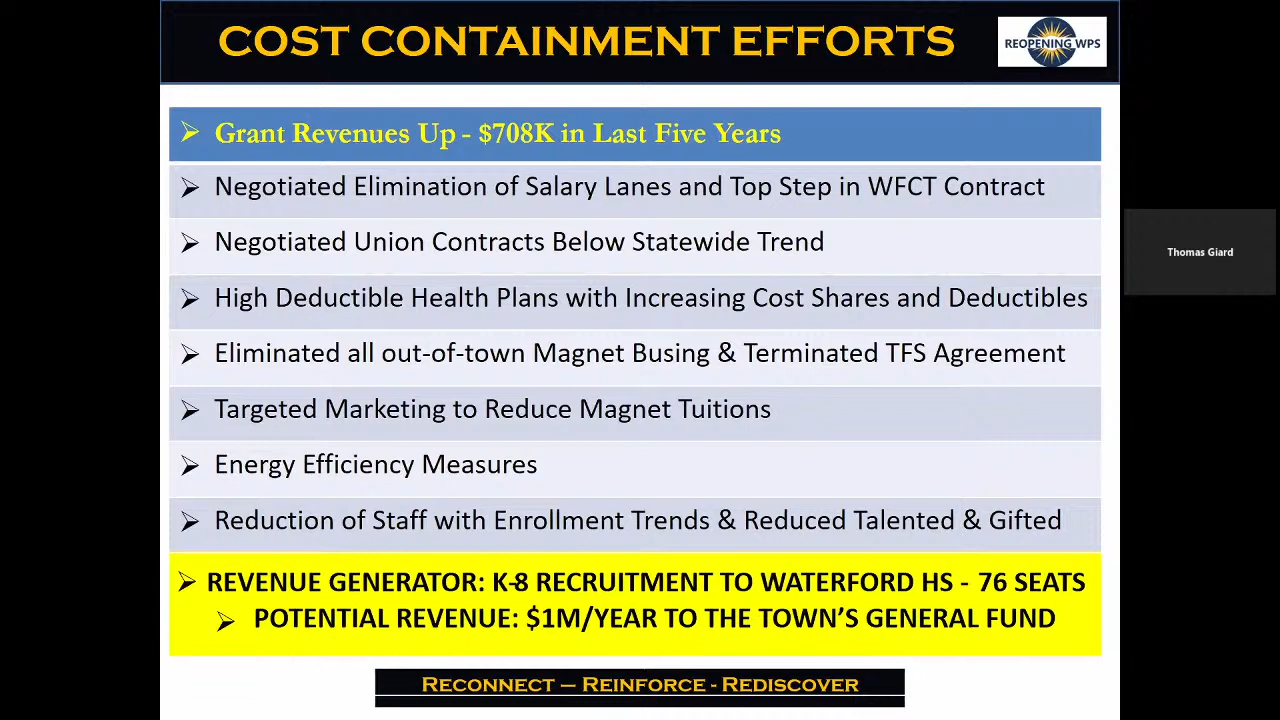 COST CONTAINMENT EFFORTS
REOPENING WPS
Grant Revenues Up - $708K in Last Five Years
Negotiated Elimination of Salary Lanes and Top Step in WFCT Contract
Negotiated Union Contracts Below Statewide Trend
High Deductible Health Plans with Increasing Cost Shares and Deductibles
Eliminated all out-of-town Magnet Busing & Terminated TFS Agreement
Targeted Marketing to Reduce Magnet Tuitions
Energy Efficiency Measures
Reduction of Staff with Enrollment Trends & Reduced Talented & Gifted
REVENUE GENERATOR: K-8 RECRUITMENT TO WATERFORD HS - 76 SEATS
POTENTIAL REVENUE: $1M/YEAR TO THE TOWN'S GENERAL FUND
RECONNECT – REINFORCE - REDISCOVER
Thomas Giard